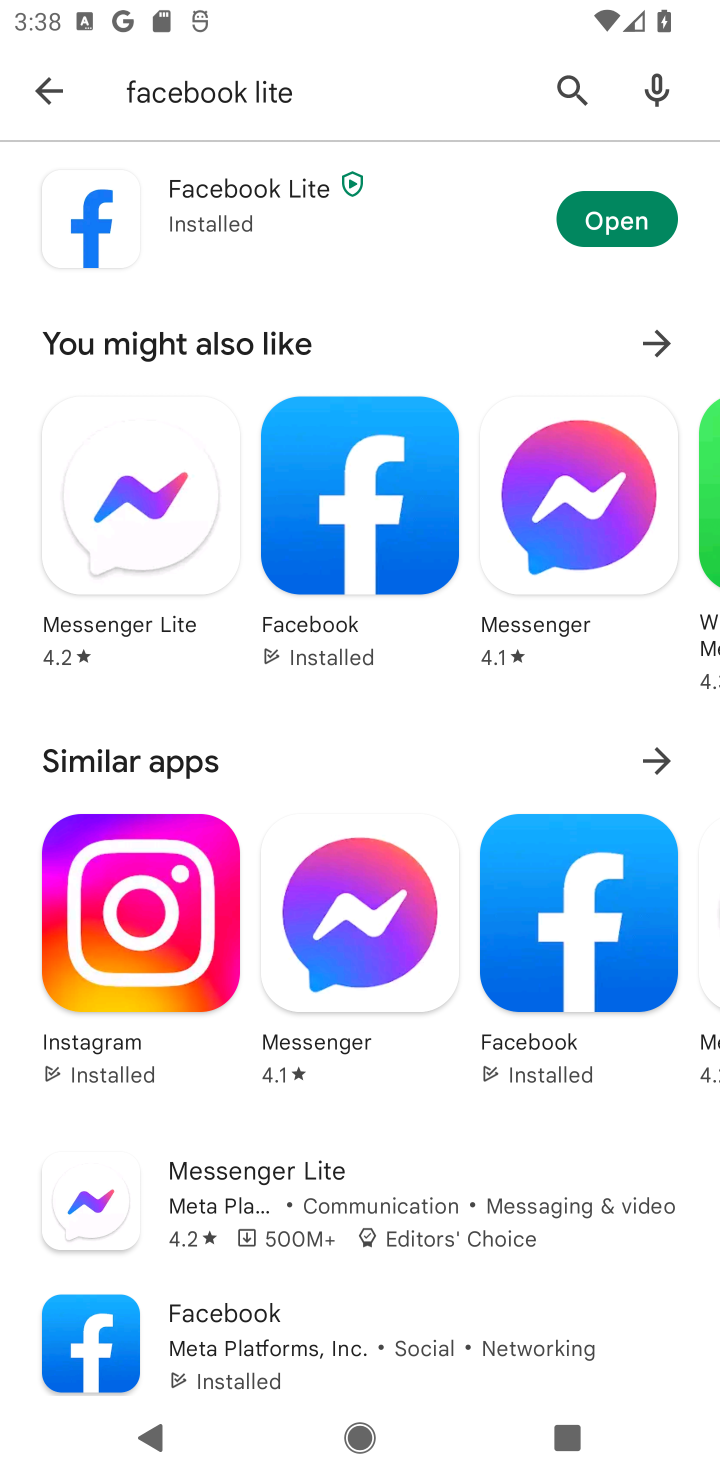 3:38
facebook lite
Facebook Lite
Installed
Open
You might also like
Messenger Lite
4.2★
Facebook
Installed
Messenger
4.1★
W
Me
4.3
Similar apps
Instagram
Installed
Messenger
4.1★
Facebook
Installed
Me
4.2
Messenger Lite
Meta Pla... • Communication • Messaging & video
4.2★ 500M+ Editors' Choice
Facebook
Meta Platforms, Inc. • Social • Networking
Installed